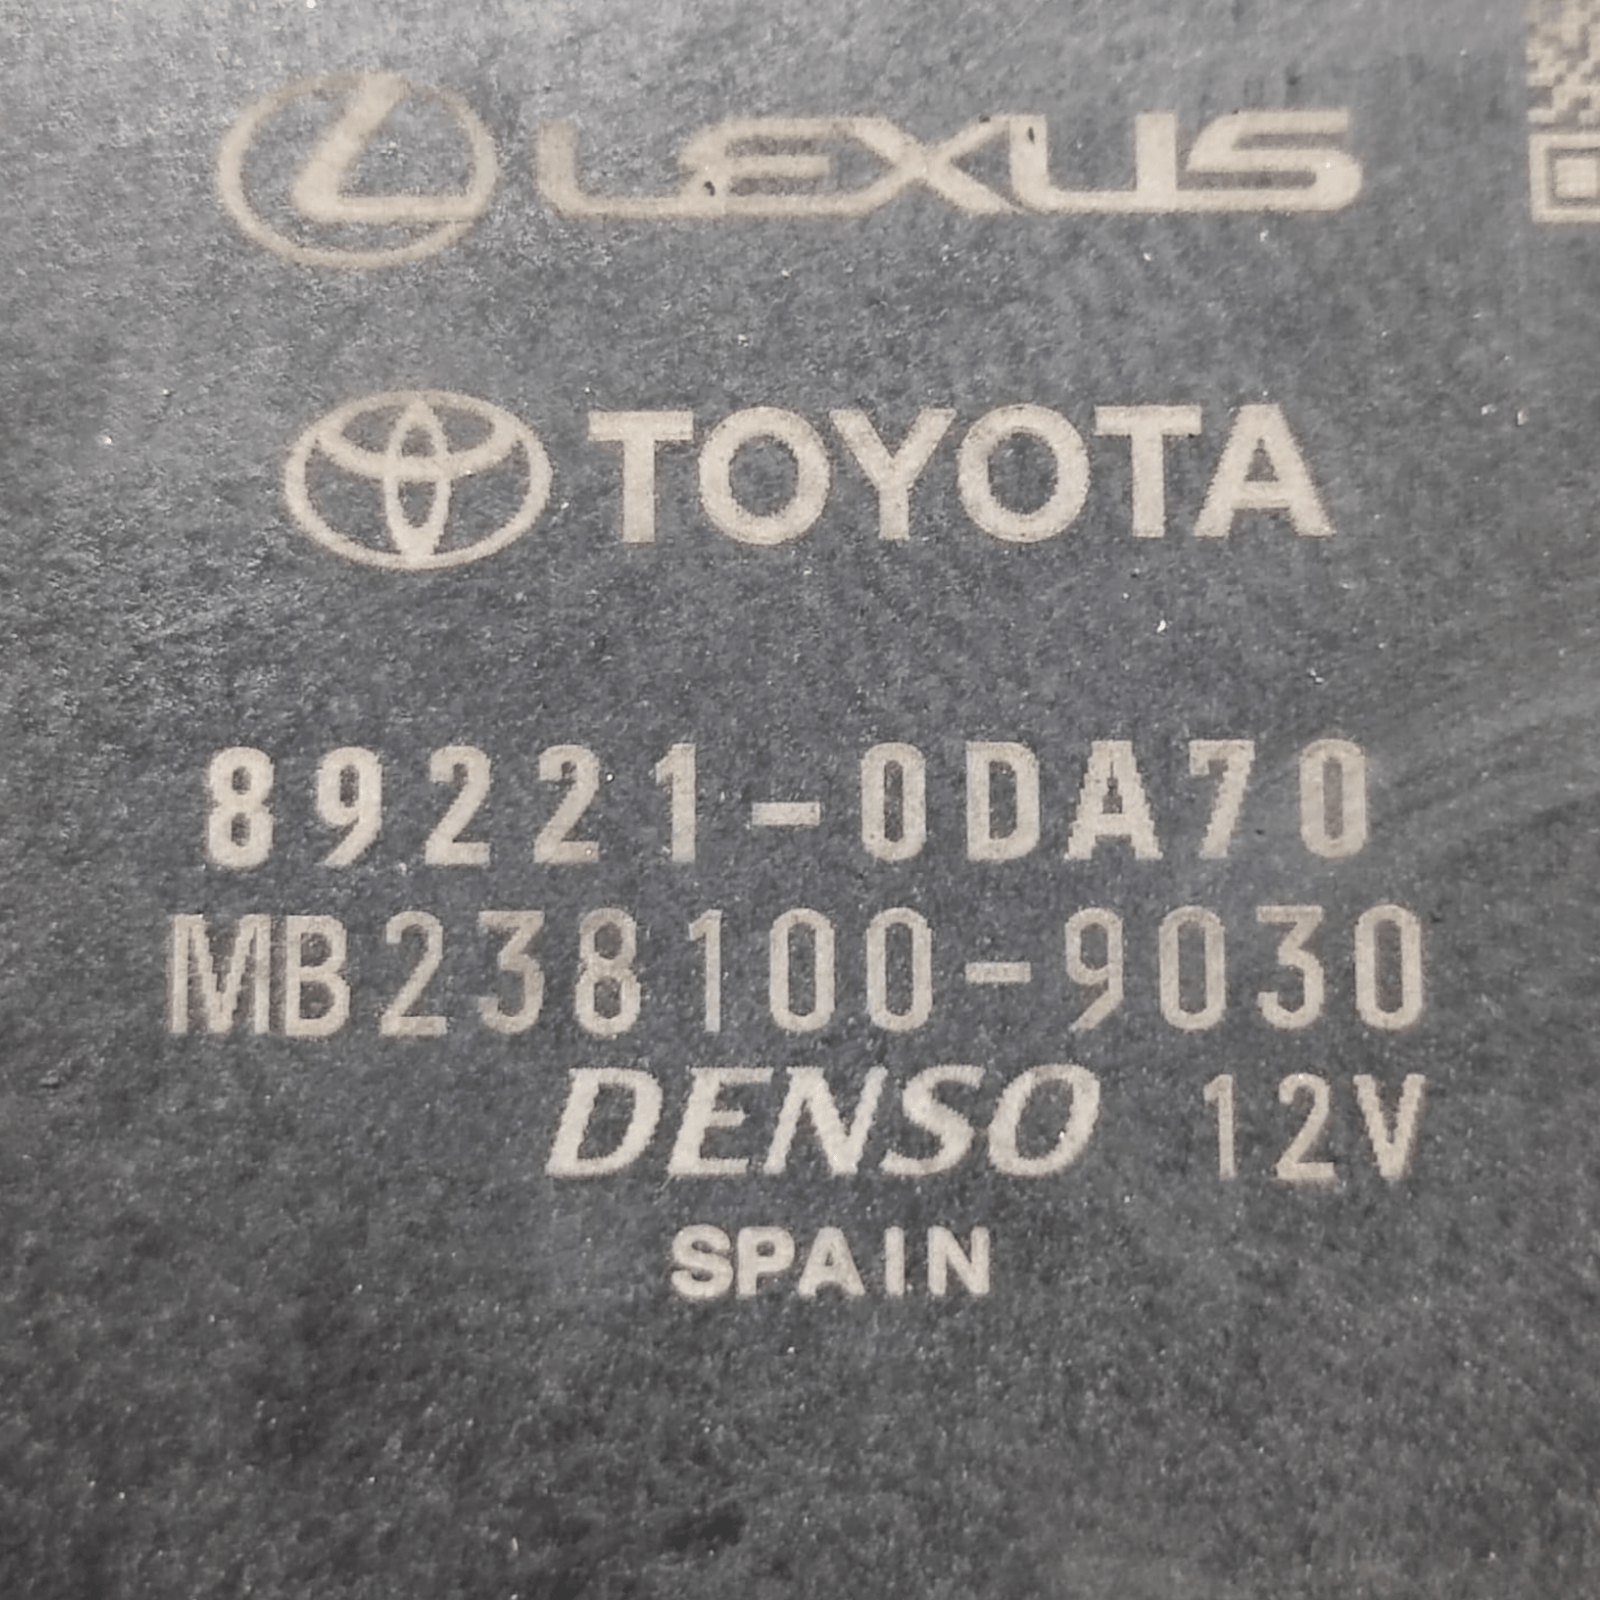 LEXUS
TOYOTA
89221-0DA70
MB238100-9030
DENSO 12V
SPAIN